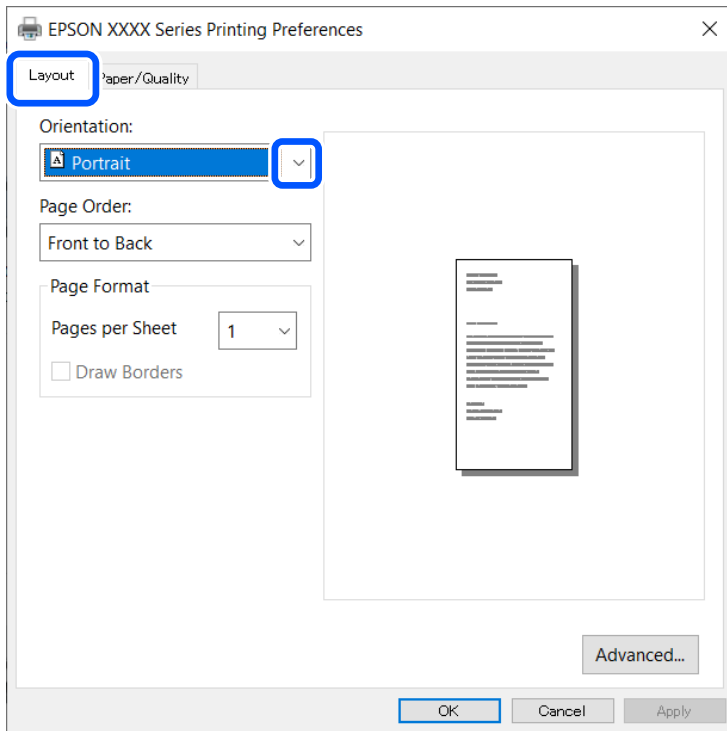 EPSON XXXX Series Printing Preferences
Layout
Paper/Quality
Orientation:
A Portrait
Page Order:
Front to Back
Page Format
Pages per Sheet 1
Draw Borders
Advanced...
OK Cancel Apply